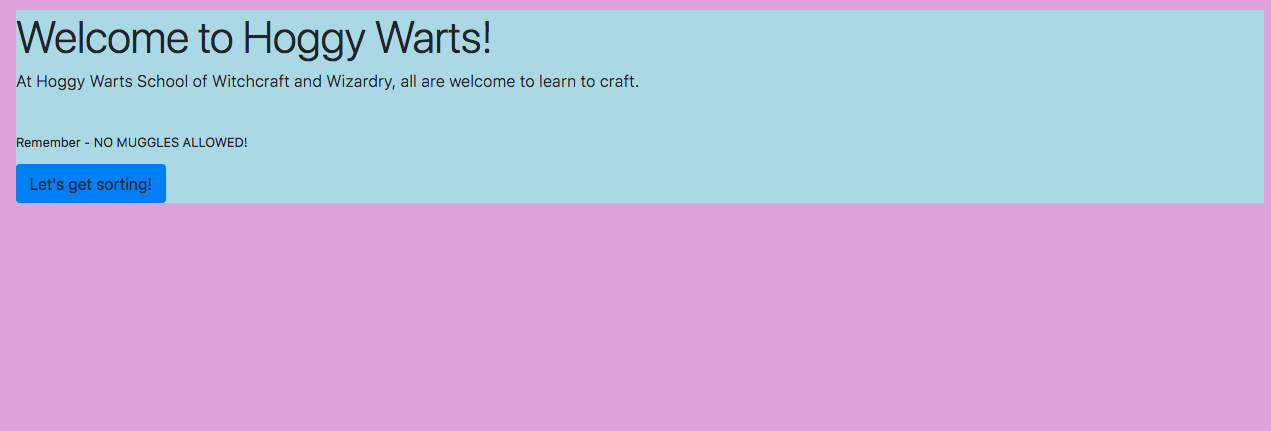 Welcome to Hoggy Warts!
At Hoggy Warts School of Witchcraft and Wizardry, all are welcome to learn to craft.
Remember - NO MUGGLES ALLOWED!
Let's get sorting!